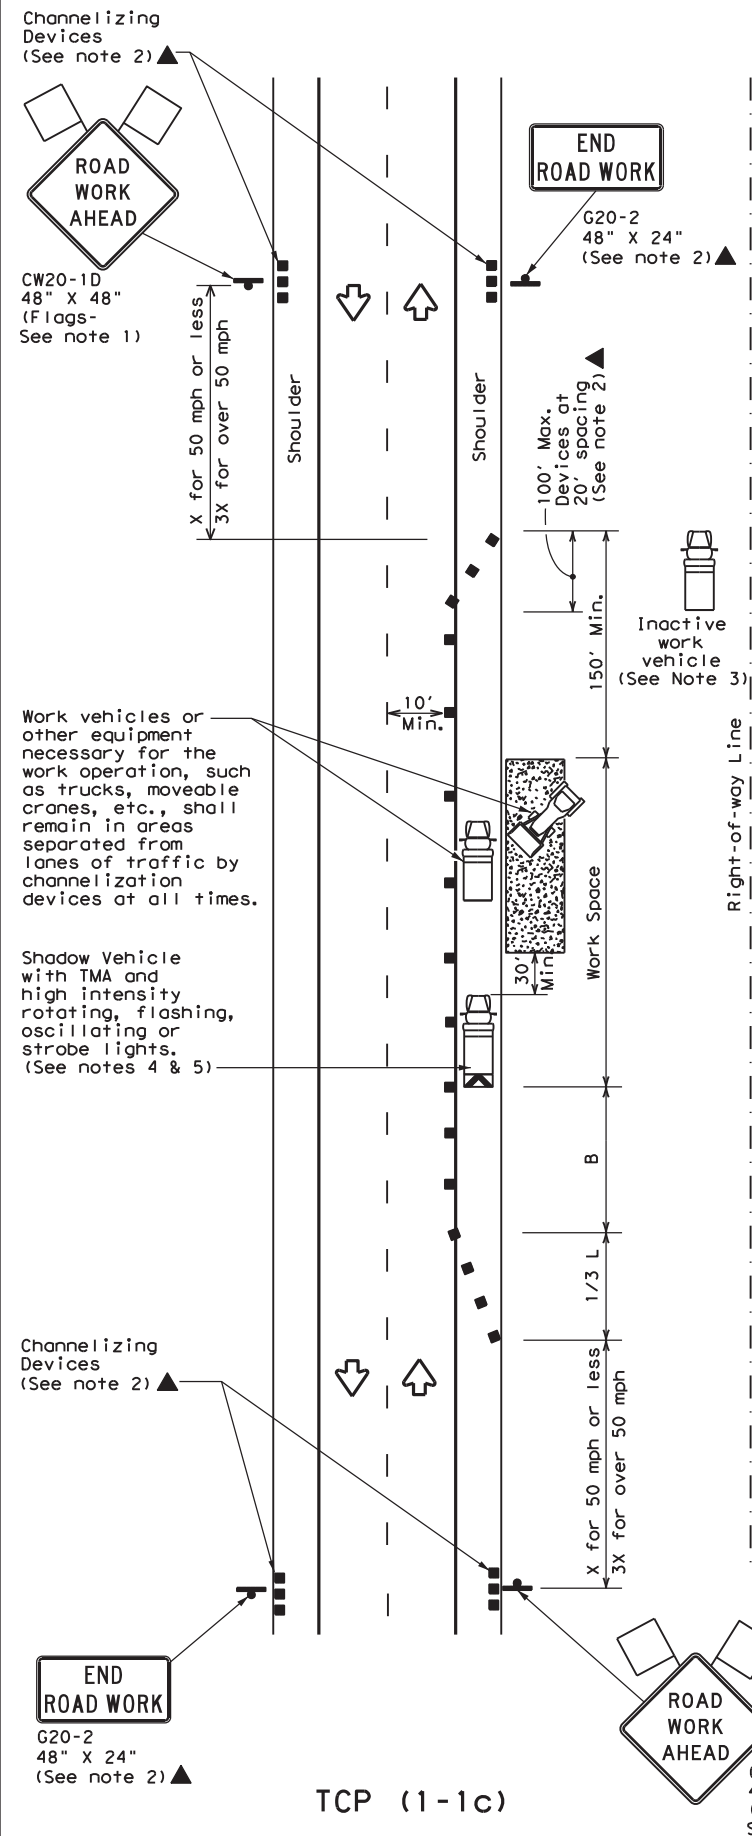 Channelizing
Devices
(See note 2)
ROAD
WORK
AHEAD
CW20-1D
48" X 48"
(Flags-
See note 1)
END
ROAD WORK
G20-2
48" X 24"
(See note 2)
X for 50 mph or less
3X for over 50 mph
Shoulder
Shoulder
100' Max.
Devices at
20' spacing
(See note 2)
150' Min.
Inactive
work
vehicle
(See Note 3)
10'
Min.
Work vehicles or
other equipment
necessary for the
work operation, such
as trucks, moveable
cranes, etc., shall
remain in areas
separated from
lanes of traffic by
channelization
devices at all times.
Right-of-way Line
Work Space
30'
Min.
Shadow Vehicle
with TMA and
high intensity
rotating, flashing,
oscillating or
strobe lights.
(See notes 4 & 5)
B
1/3 L
Channelizing
Devices
(See note 2)
X for 50 mph or less
3X for over 50 mph
END
ROAD WORK
G20-2
48" X 24"
(See note 2)
ROAD
WORK
AHEAD
TCP (1-1c)